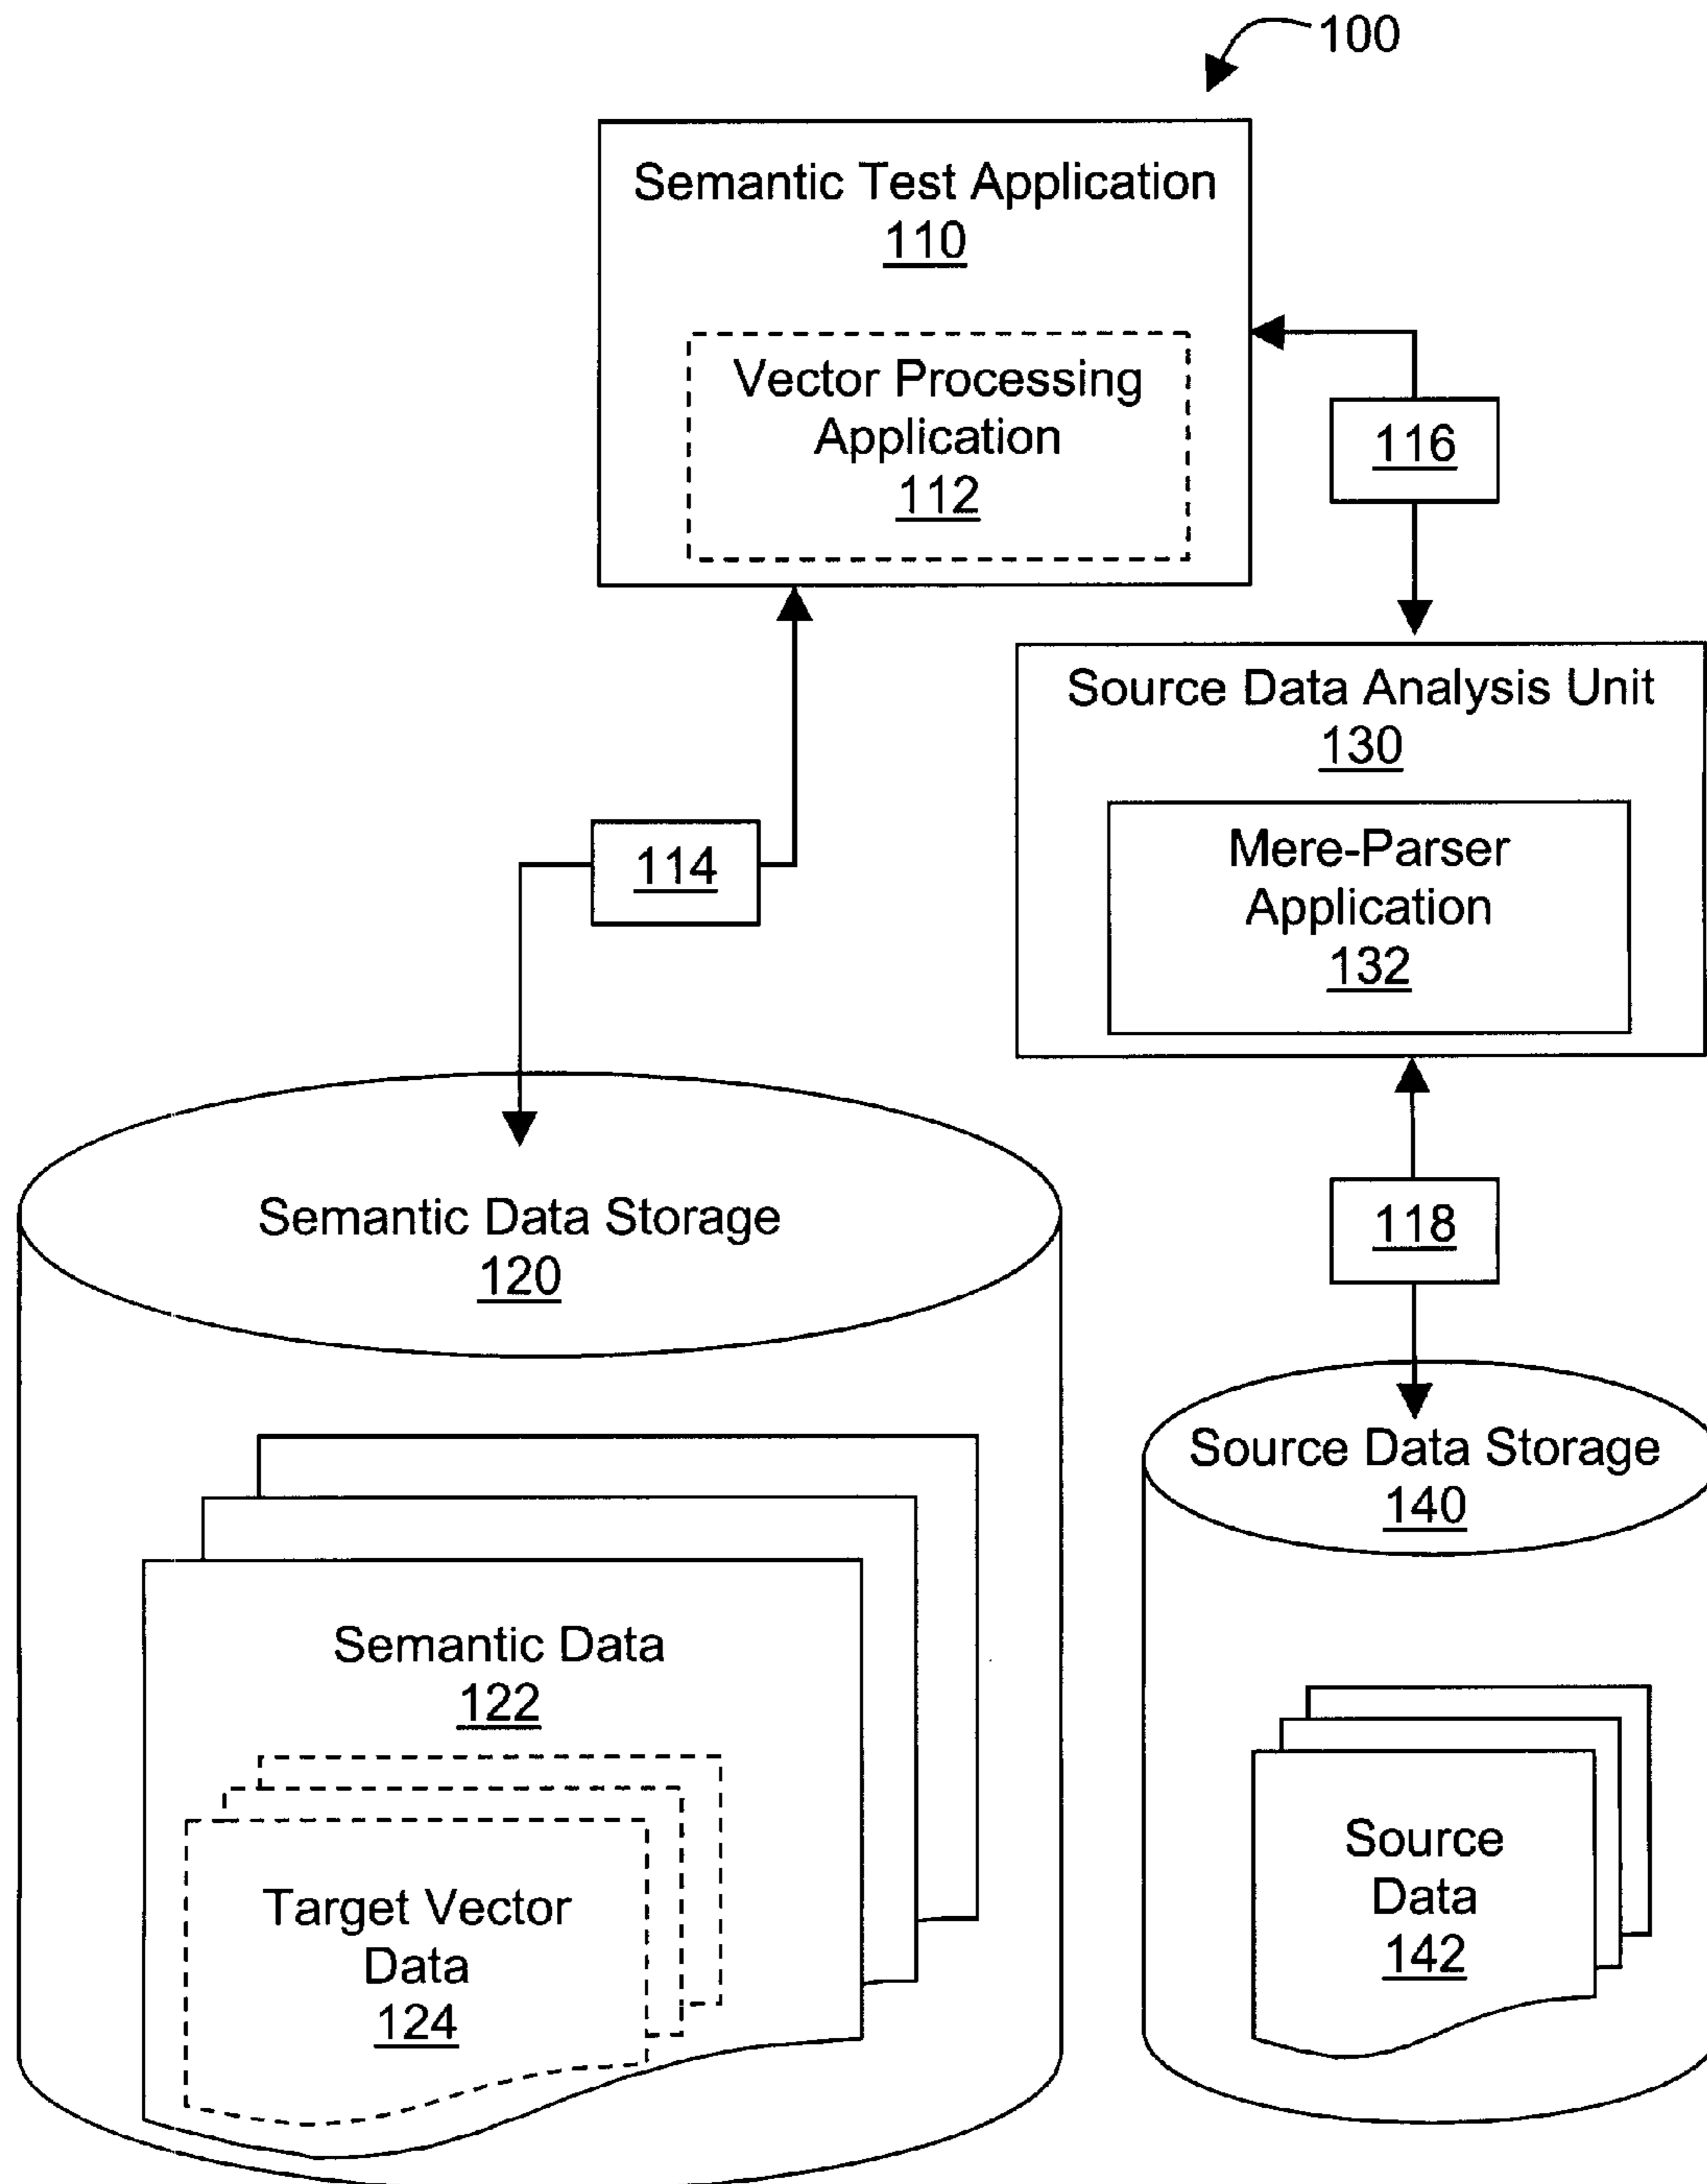 100
Semantic Test Application
110
Vector Processing
Application
112
116
Source Data Analysis Unit
130
Mere-Parser
Application
132
114
118
Semantic Data Storage
120
Source Data Storage
140
Semantic Data
122
Target Vector
Data
124
Source
Data
142